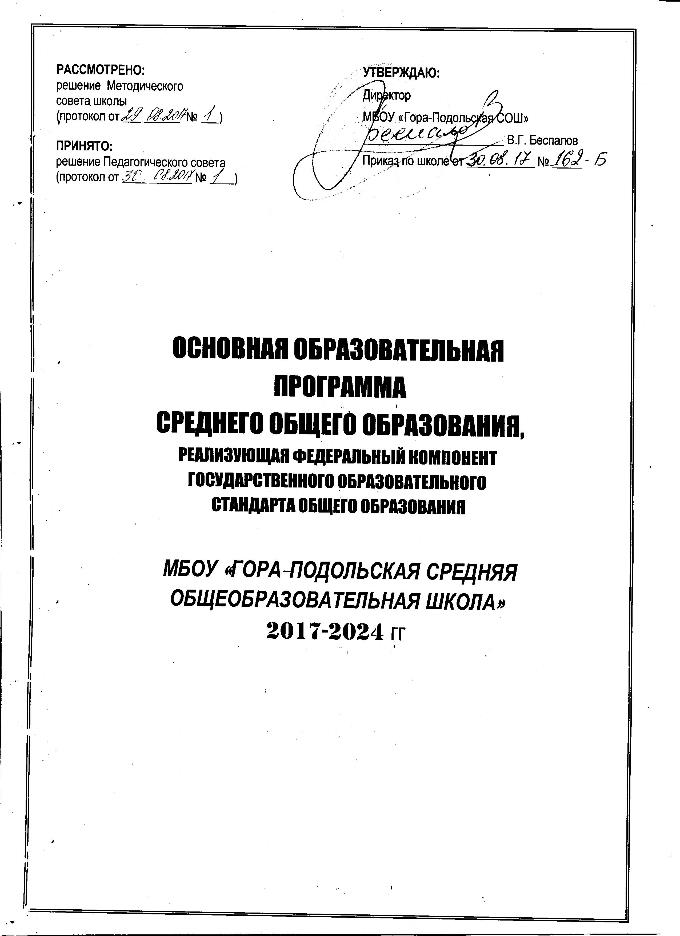 РАССМОТРЕНО:
решение Методического
совета школы
(протокол от 29 08.2017 № 1 )
ПРИНЯТО:
решение Педагогического совета
(протокол от 30 08.2017 № 1 )
УТВЕРЖДАЮ:
Директор
МБОУ «Гора-Подольская СОШ»
В.Г. Беспалов
Приказ по школе от 30.08.17 № 162-Б
ОСНОВНАЯ ОБРАЗОВАТЕЛЬНАЯ
ПРОГРАММА
СРЕДНЕГО ОБЩЕГО ОБРАЗОВАНИЯ,
РЕАЛИЗУЮЩАЯ ФЕДЕРАЛЬНЫЙ КОМПОНЕНТ
ГОСУДАРСТВЕННОГО ОБРАЗОВАТЕЛЬНОГО
СТАНДАРТА ОБЩЕГО ОБРАЗОВАНИЯ
МБОУ «ГОРА-ПОДОЛЬСКАЯ СРЕДНЯЯ
ОБЩЕОБРАЗОВАТЕЛЬНАЯ ШКОЛА»
2017-2024 гг